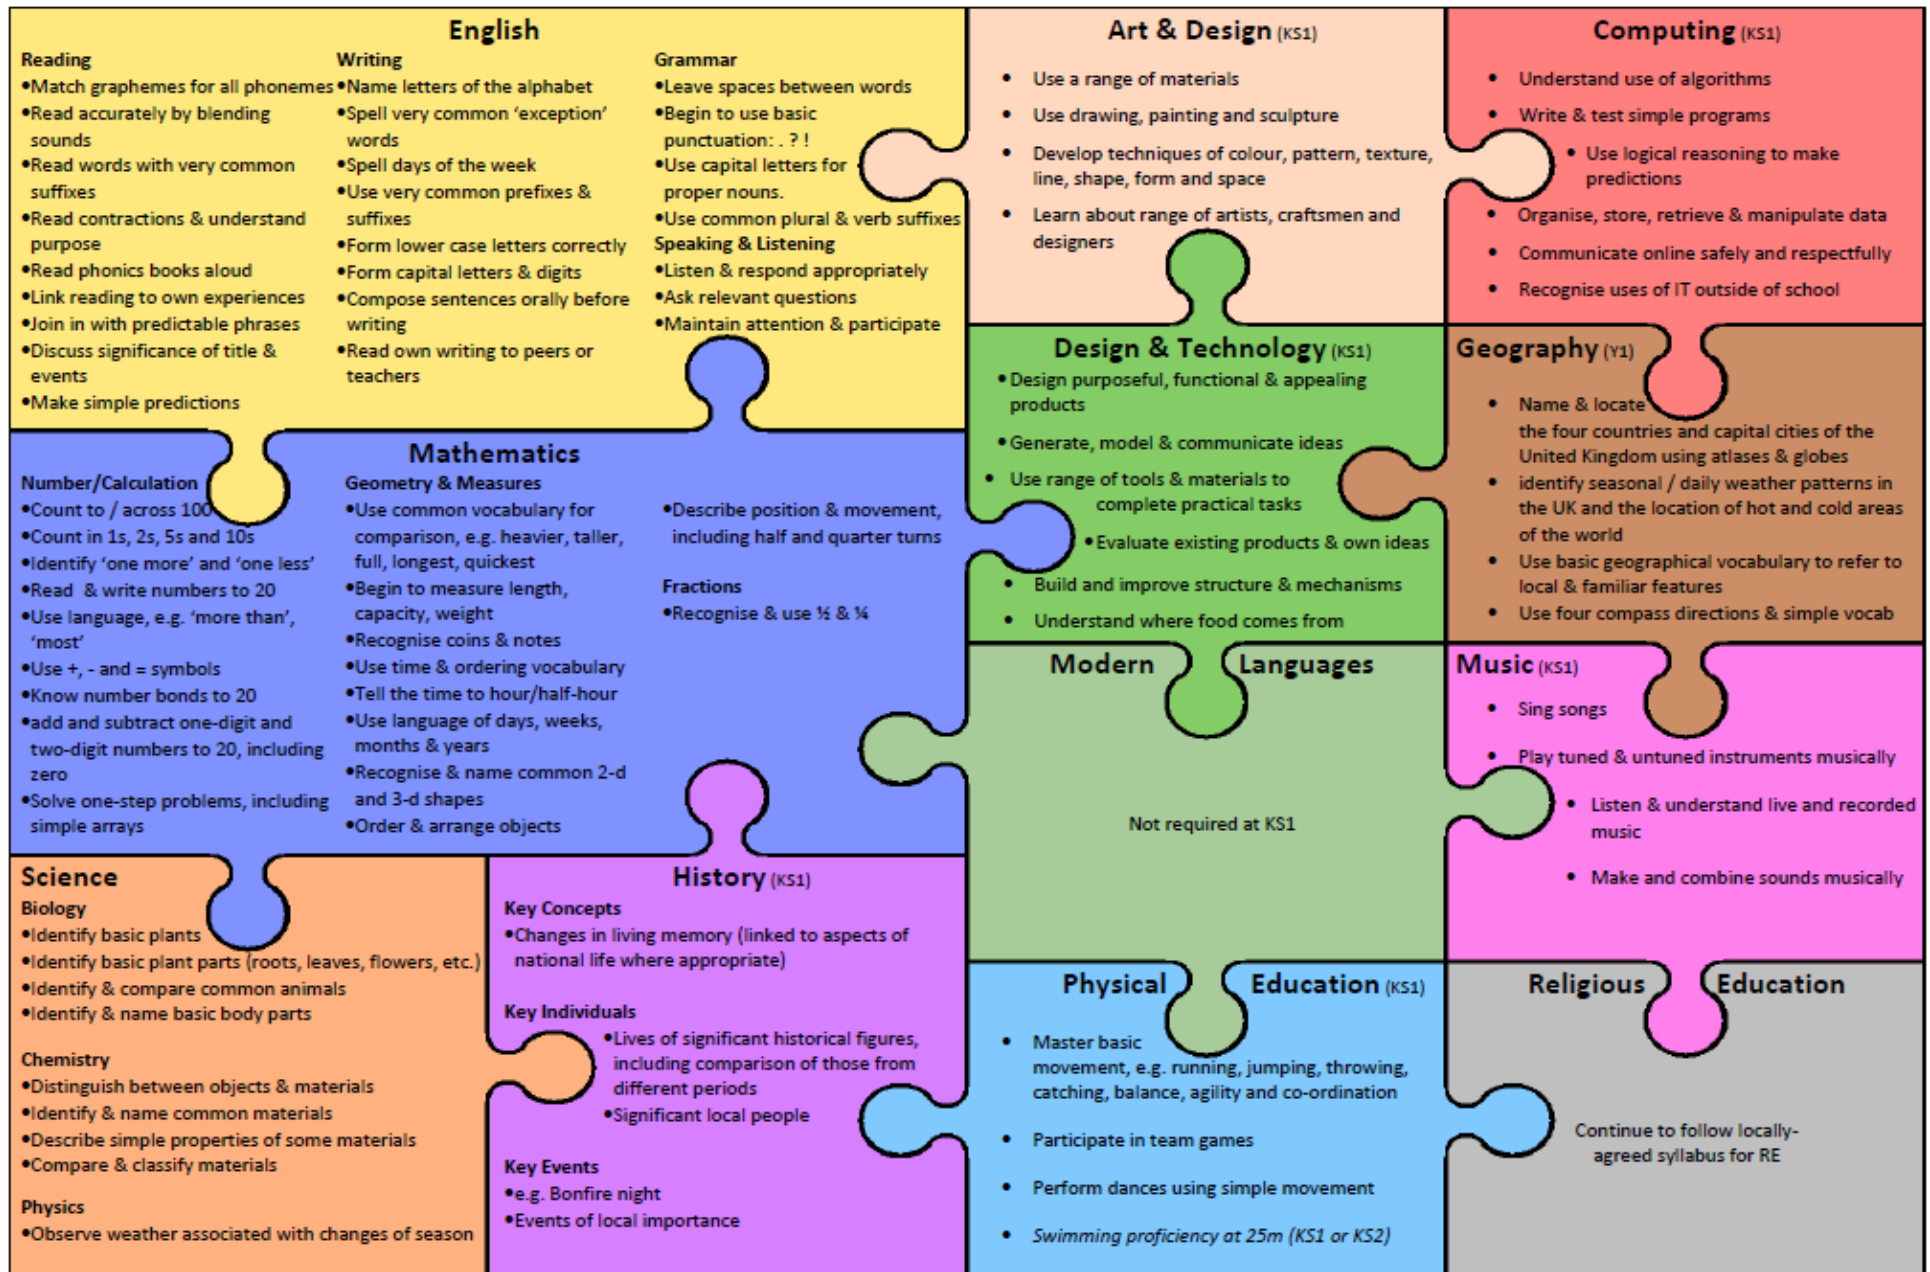 English
Reading
•Match graphemes for all phonemes
•Read accurately by blending
sounds
•Read words with very common
suffixes
•Read contractions & understand
purpose
•Read phonics books aloud
•Link reading to own experiences
•Join in with predictable phrases
•Discuss significance of title &
events
•Make simple predictions
Writing
•Name letters of the alphabet
•Spell very common ‘exception’
words
•Spell days of the week
•Use very common prefixes &
suffixes
•Form lower case letters correctly
•Form capital letters & digits
•Compose sentences orally before
writing
•Read own writing to peers or
teachers
Grammar
•Leave spaces between words
•Begin to use basic
punctuation: . ? !
•Use capital letters for
proper nouns.
•Use common plural & verb suffixes
Speaking & Listening
•Listen & respond appropriately
•Ask relevant questions
•Maintain attention & participate
Art & Design (KS1)
• Use a range of materials
• Use drawing, painting and sculpture
• Develop techniques of colour, pattern, texture,
line, shape, form and space
• Learn about range of artists, craftsmen and
designers
Computing (KS1)
• Understand use of algorithms
• Write & test simple programs
• Use logical reasoning to make
predictions
• Organise, store, retrieve & manipulate data
• Communicate online safely and respectfully
• Recognise uses of IT outside of school
Mathematics
Number/Calculation
•Count to / across 100
•Count in 1s, 2s, 5s and 10s
•Identify ‘one more’ and ‘one less’
•Read & write numbers to 20
•Use language, e.g. ‘more than’,
‘most’
•Use +, - and = symbols
•Know number bonds to 20
•add and subtract one-digit and
two-digit numbers to 20, including
zero
•Solve one-step problems, including
simple arrays
Geometry & Measures
•Use common vocabulary for
comparison, e.g. heavier, taller,
full, longest, quickest
•Begin to measure length,
capacity, weight
•Recognise coins & notes
•Use time & ordering vocabulary
•Tell the time to hour/half-hour
•Use language of days, weeks,
months & years
•Recognise & name common 2-d
and 3-d shapes
•Order & arrange objects
•Describe position & movement,
including half and quarter turns
Fractions
•Recognise & use ½ & ¼
Design & Technology (KS1)
• Design purposeful, functional & appealing
products
• Generate, model & communicate ideas
• Use range of tools & materials to
complete practical tasks
• Evaluate existing products & own ideas
• Build and improve structure & mechanisms
• Understand where food comes from
Geography (Y1)
• Name & locate
the four countries and capital cities of the
United Kingdom using atlases & globes
• identify seasonal / daily weather patterns in
the UK and the location of hot and cold areas
of the world
• Use basic geographical vocabulary to refer to
local & familiar features
• Use four compass directions & simple vocab
Modern Languages
Not required at KS1
Music (KS1)
• Sing songs
• Play tuned & untuned instruments musically
• Listen & understand live and recorded
music
• Make and combine sounds musically
Science
Biology
•Identify basic plants
•Identify basic plant parts (roots, leaves, flowers, etc.)
•Identify & compare common animals
•Identify & name basic body parts
Chemistry
•Distinguish between objects & materials
•Identify & name common materials
•Describe simple properties of some materials
•Compare & classify materials
Physics
•Observe weather associated with changes of season
History (KS1)
Key Concepts
•Changes in living memory (linked to aspects of
national life where appropriate)
Key Individuals
•Lives of significant historical figures,
including comparison of those from
different periods
•Significant local people
Key Events
•e.g. Bonfire night
•Events of local importance
Physical Education (KS1)
• Master basic
movement, e.g. running, jumping, throwing,
catching, balance, agility and co-ordination
• Participate in team games
• Perform dances using simple movement
• Swimming proficiency at 25m (KS1 or KS2)
Religious Education
Continue to follow locally-
agreed syllabus for RE